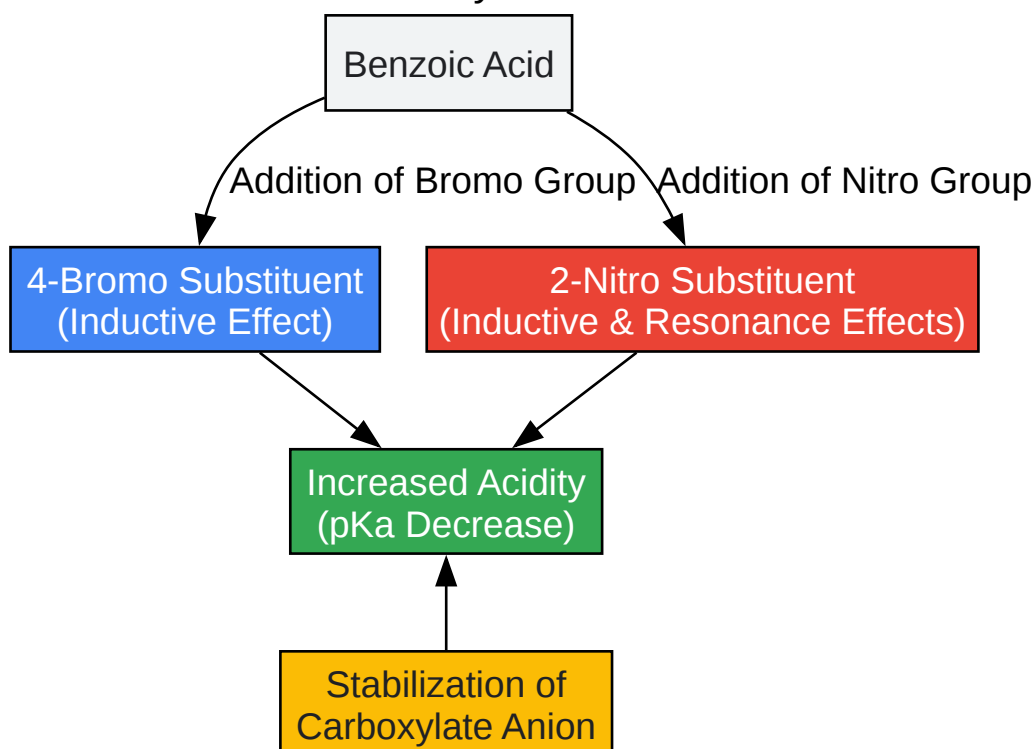 Benzoic Acid
Addition of Bromo Group
Addition of Nitro Group
4-Bromo Substituent
(Inductive Effect)
2-Nitro Substituent
(Inductive & Resonance Effects)
Increased Acidity
(pKa Decrease)
Stabilization of
Carboxylate Anion